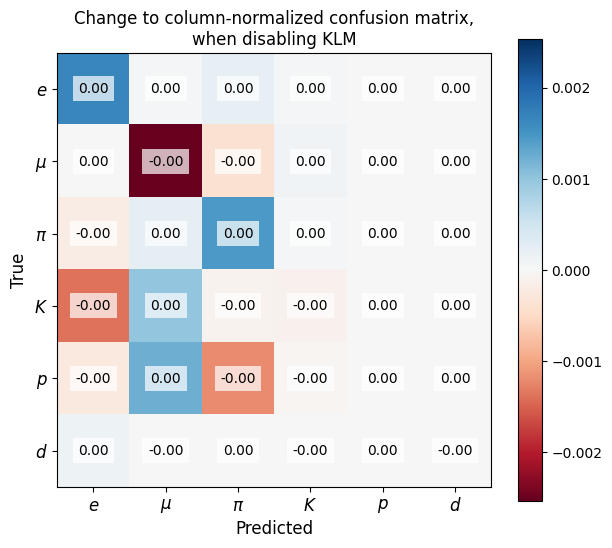 Change to column-normalized confusion matrix,
when disabling KLM
e 0.00 0.00 0.00 0.00 0.00 0.00
μ 0.00 -0.00 -0.00 0.00 0.00 0.00
π -0.00 0.00 0.00 0.00 0.00 0.00
K -0.00 0.00 -0.00 -0.00 0.00 0.00
p -0.00 0.00 -0.00 -0.00 0.00 0.00
d 0.00 -0.00 0.00 -0.00 0.00 -0.00
e μ π K p d
Predicted
True
0.002
0.001
0.000
−0.001
−0.002